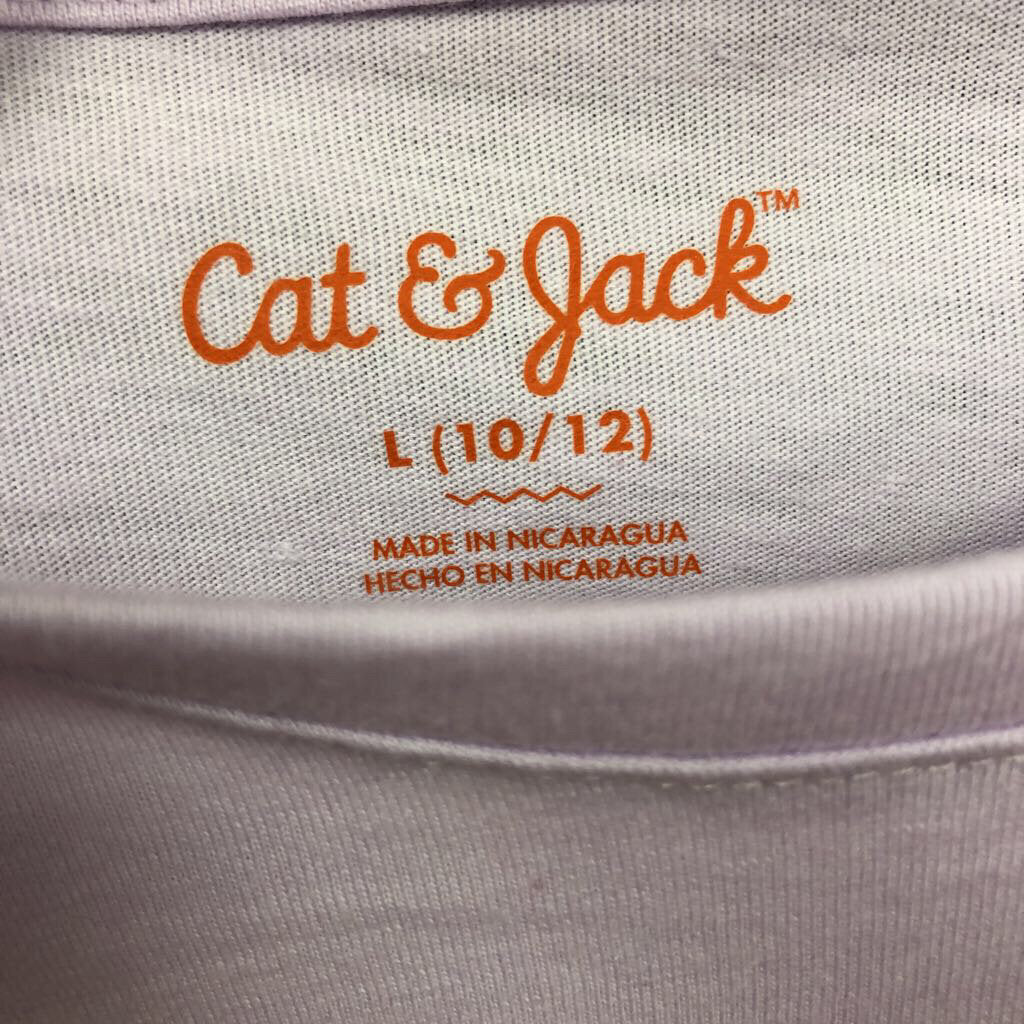 Cat & Jack™
L (10/12)
MADE IN NICARAGUA
HECHO EN NICARAGUA